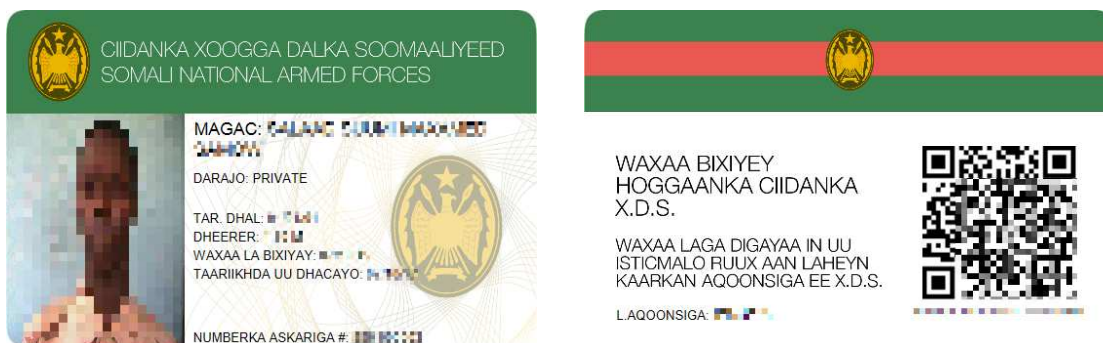 CIIDANKA XOOGGA DALKA SOOMAALIYEED
SOMALI NATIONAL ARMED FORCES
MAGAC:
DARAJO: PRIVATE
TAR. DHAL:
DHEERER:
WAXAA LA BIXIYAY:
TAARIIKHDA UU DHACAYO:
NUMBERKA ASKARIGA #:
WAXAA BIXIYEY
HOGGAANKA CIIDANKA
X.D.S.
WAXAA LAGA DIGAYAA IN UU
ISTICMALO RUUX AAN LAHEYN
KAARKAN AQOONSIGA EE X.D.S.
L.AQOONSIGA: